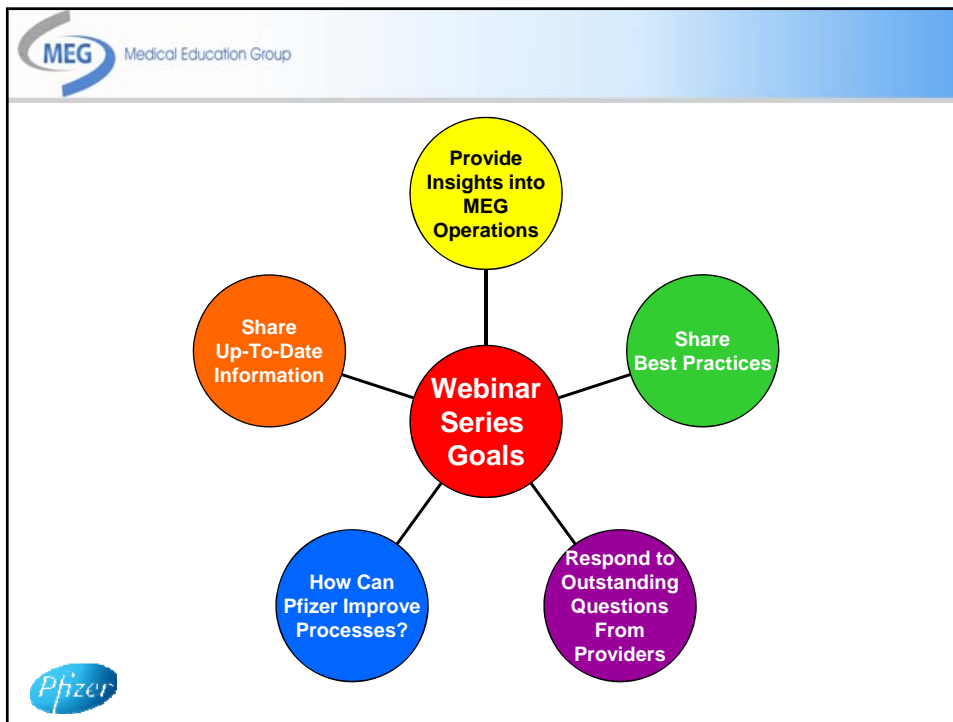 MEG Medical Education Group
Provide
Insights into
MEG
Operations
Share
Up-To-Date
Information
Share
Best Practices
Webinar
Series
Goals
How Can
Pfizer Improve
Processes?
Respond to
Outstanding
Questions
From
Providers
Pfizer